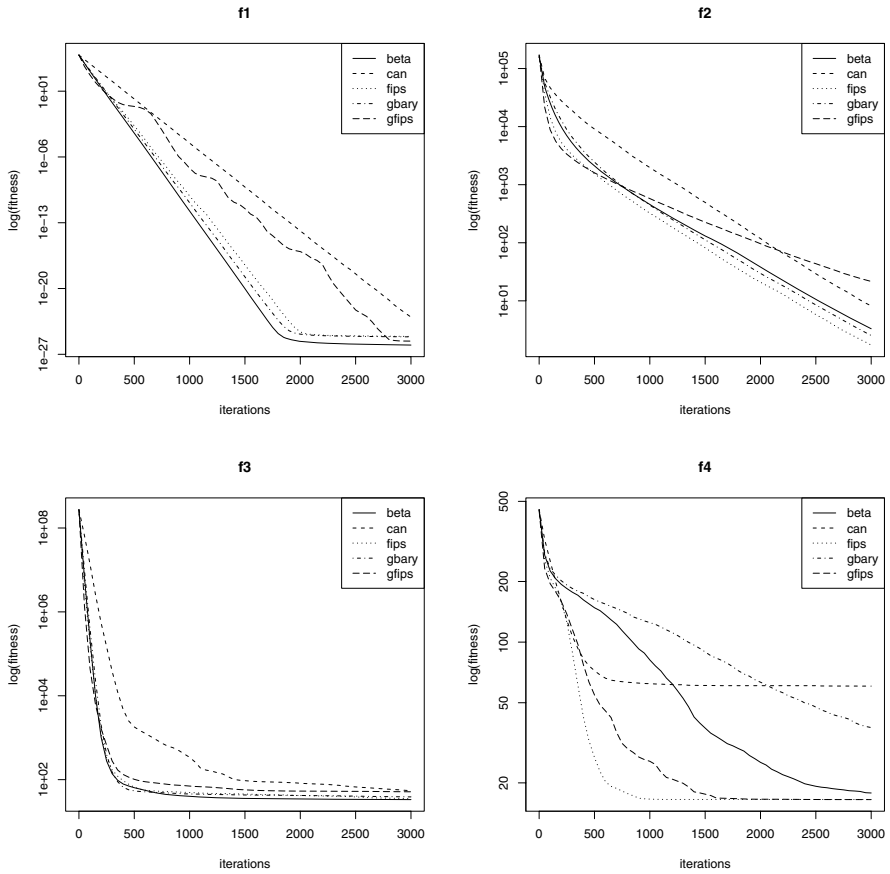 f1
log(fitness)
1e+01
1e−06
1e−13
1e−20
1e−27
0 500 1000 1500 2000 2500 3000
iterations
beta
can
fips
gbary
gfips
f2
log(fitness)
1e+05
1e+04
1e+03
1e+02
1e+01
0 500 1000 1500 2000 2500 3000
iterations
beta
can
fips
gbary
gfips
f3
log(fitness)
1e+08
1e+06
1e+04
1e+02
0 500 1000 1500 2000 2500 3000
iterations
beta
can
fips
gbary
gfips
f4
log(fitness)
500
200
100
50
20
0 500 1000 1500 2000 2500 3000
iterations
beta
can
fips
gbary
gfips